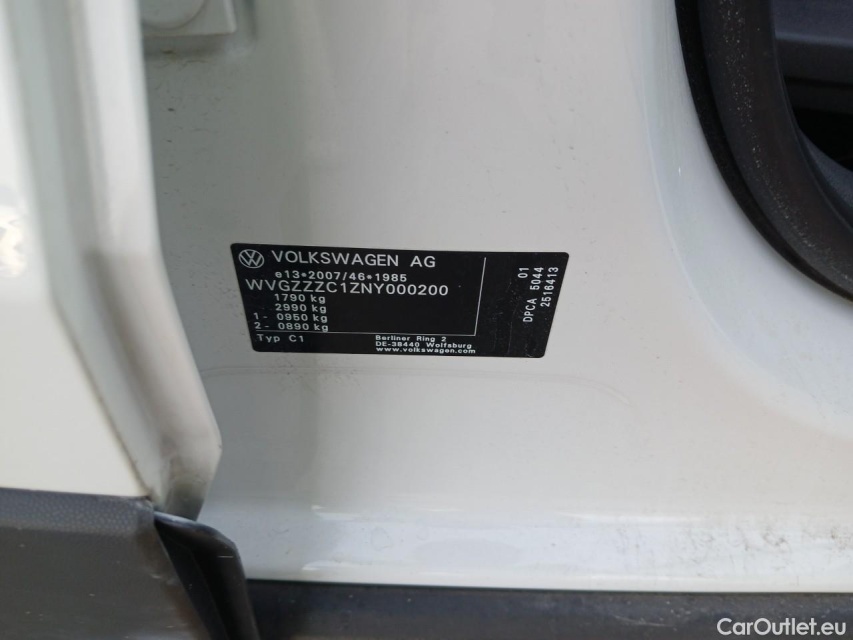 VOLKSWAGEN AG
e13*2007/46*1985
WVGZZZC1ZNY000200
1790 kg
2990 kg
1- 0950 kg
2- 0890 kg
Typ C1
Berliner Ring 2
DE-38440 Wolfsburg
www.volkswagen.com
01
DPCA 5044
2516413
CarOutlet.eu